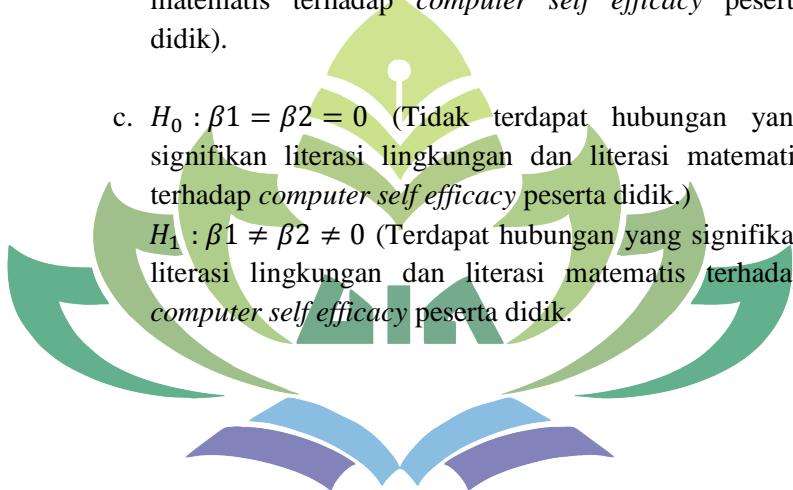 matematis terhadap computer self efficacy pesert
didik).
c. H₀ : β1 = β2 = 0 (Tidak terdapat hubungan yan
signifikan literasi lingkungan dan literasi matemati
terhadap computer self efficacy peserta didik.)
H₁ : β1 ≠ β2 ≠ 0 (Terdapat hubungan yang signifika
literasi lingkungan dan literasi matematis terhada
computer self efficacy peserta didik.